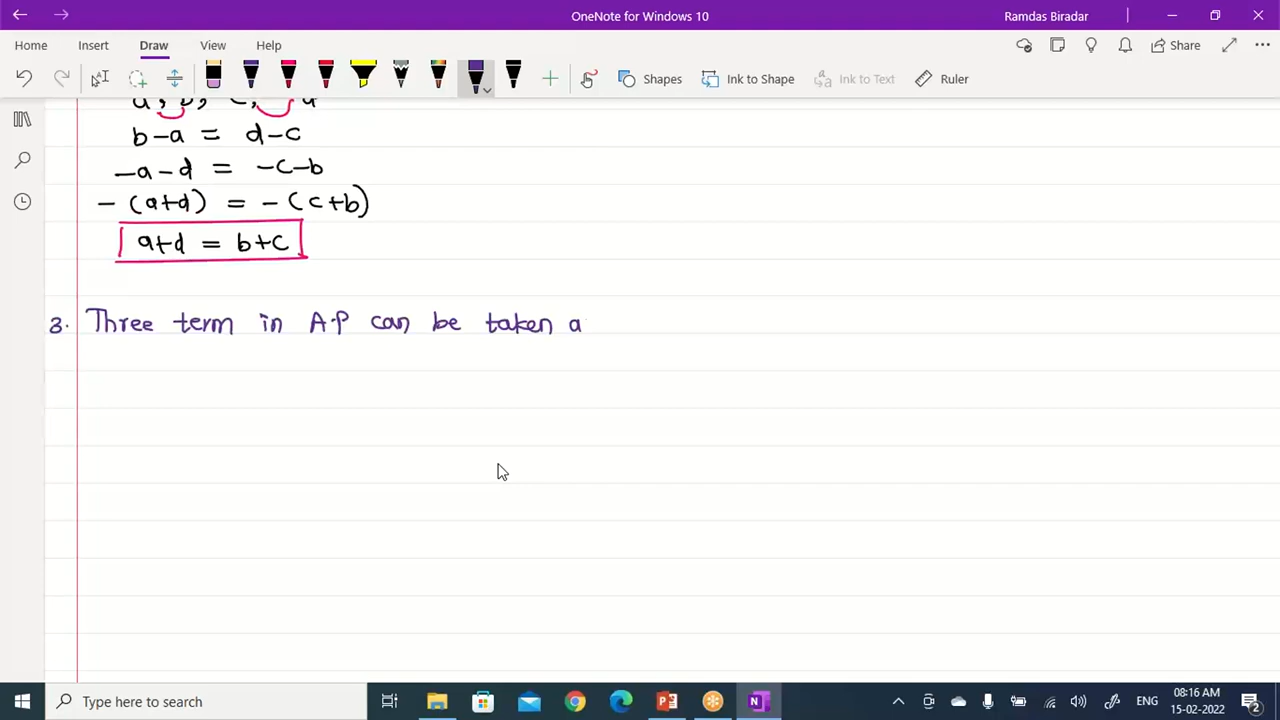 OneNote for Windows 10
Ramdas Biradar
Home Insert Draw View Help
Share
Shapes Ink to Shape Ink to Text Ruler
a, b, c, d
b-a = d-c
-a-d = -c-b
-(a+d) = -(c+b)
a+d = b+c
3. Three term in A.P can be taken a
Type here to search
ENG
08:16 AM
15-02-2022
2